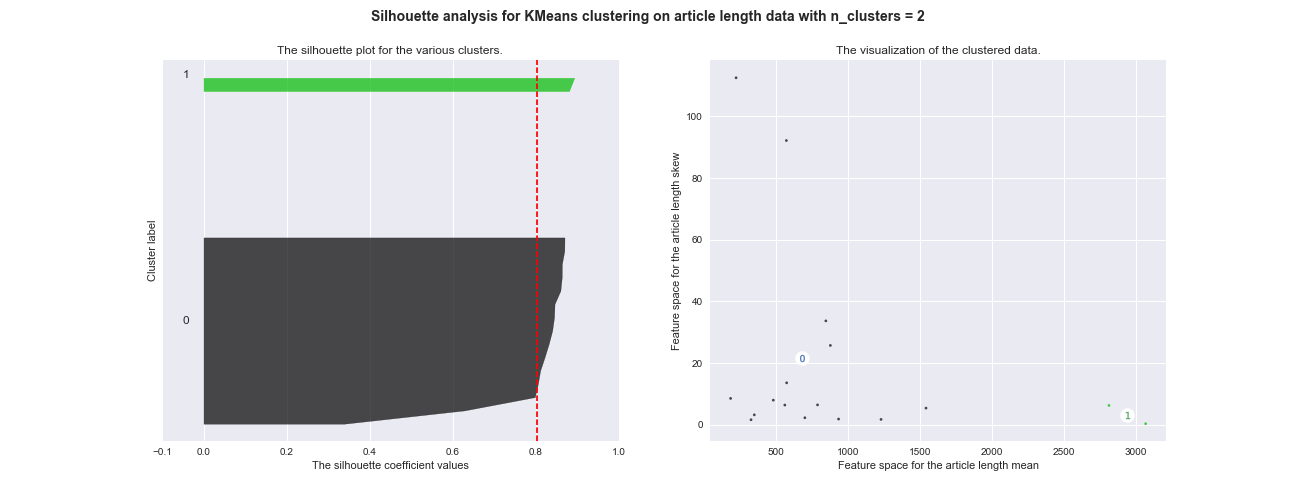 Silhouette analysis for KMeans clustering on article length data with n_clusters = 2
The silhouette plot for the various clusters.
1
0
Cluster label
−0.1 0.0 0.2 0.4 0.6 0.8 1.0
The silhouette coefficient values
The visualization of the clustered data.
100
80
60
40
20
0
Feature space for the article length skew
0
1
500 1000 1500 2000 2500 3000
Feature space for the article length mean